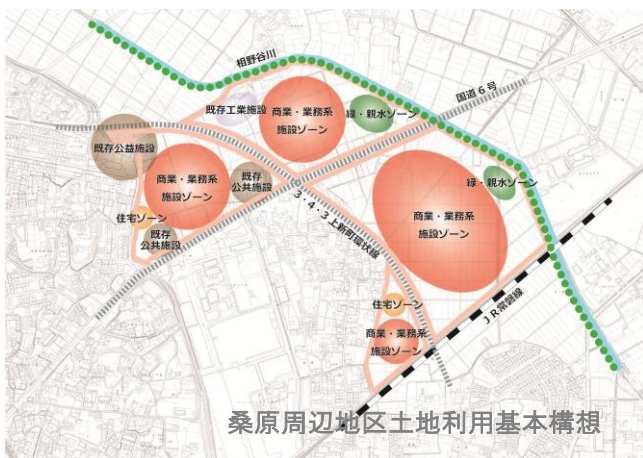 相野谷川
国道6号
既存工業施設
商業・業務系
施設ゾーン
緑・親水ゾーン
既存公益施設
商業・業務系
施設ゾーン
既存
公共施設
緑・親水ゾーン
住宅ゾーン
既存
公共施設
商業・業務系
施設ゾーン
3・4・3上新町環状線
住宅ゾーン
商業・業務系
施設ゾーン
JR常磐線
桑原周辺地区土地利用基本構想